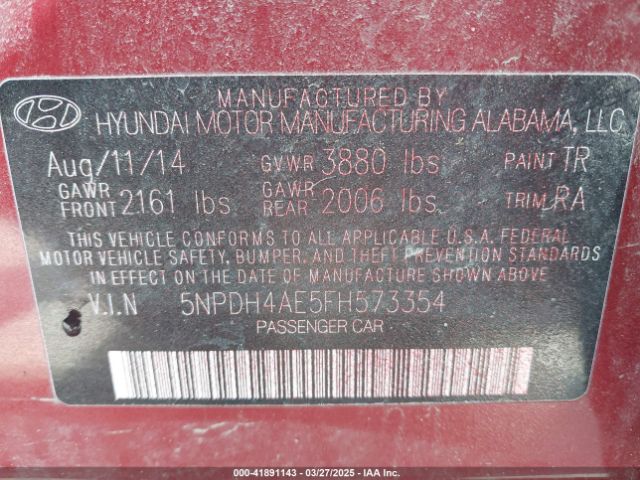 MANUFACTURED BY
HYUNDAI MOTOR MANUFACTURING ALABAMA, LLC
Aug/11/14 GVWR 3880 lbs PAINT TR
GAWR FRONT 2161 lbs GAWR REAR 2006 lbs TRIM RA
THIS VEHICLE CONFORMS TO ALL APPLICABLE U.S.A. FEDERAL
MOTOR VEHICLE SAFETY, BUMPER, AND THEFT PREVENTION STANDARDS
IN EFFECT ON THE DATE OF MANUFACTURE SHOWN ABOVE
V.I.N 5NPDH4AE5FH573354
PASSENGER CAR
000-41891143 - 03/27/2025 - IAA Inc.